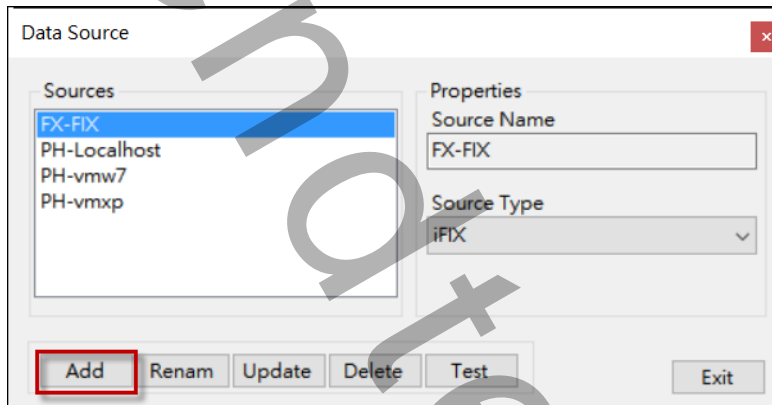 Data Source
Sources
FX-FIX
PH-Localhost
PH-vmw7
PH-vmxp
Properties
Source Name
FX-FIX
Source Type
iFIX
Add
Renam
Update
Delete
Test
Exit